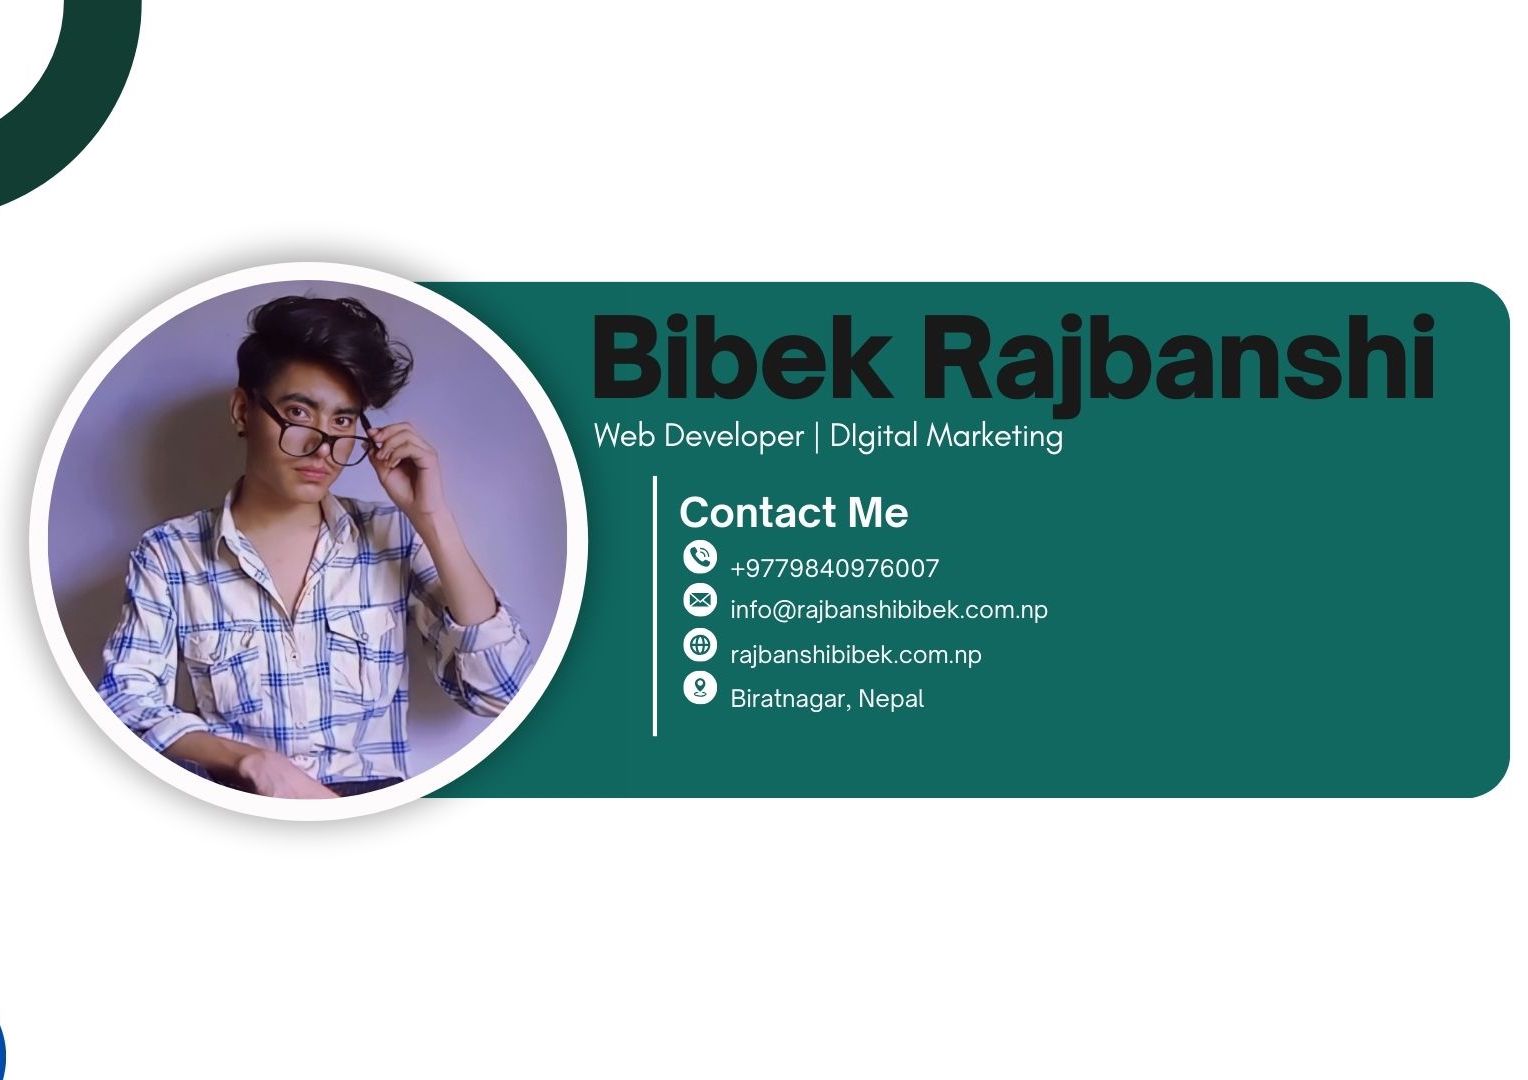 Bibek Rajbanshi
Web Developer | DIgital Marketing
Contact Me
+9779840976007
info@rajbanshibibek.com.np
rajbanshibibek.com.np
Biratnagar, Nepal